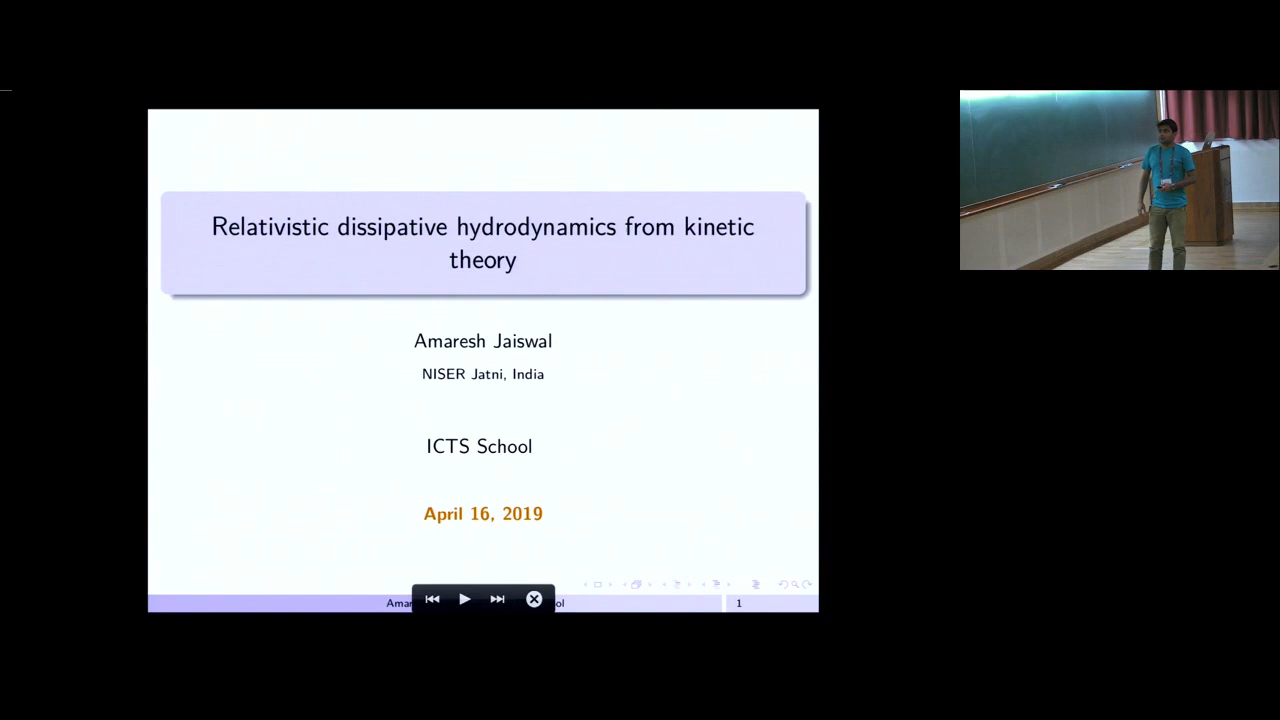 Relativistic dissipative hydrodynamics from kinetic
theory
Amaresh Jaiswal
NISER Jatni, India
ICTS School
April 16, 2019
1